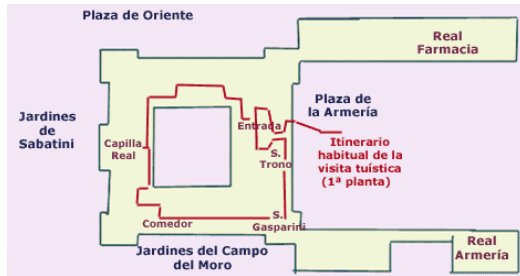 Plaza de Oriente
Real
Farmacia
Jardines
de
Sabatini
Plaza de
la Armería
Entrada
Capilla
Real
S.
Trono
Itinerario
habitual de la
visita tuística
(1ª planta)
S.
Gasparini
Comedor
Jardines del Campo
del Moro
Real
Armería